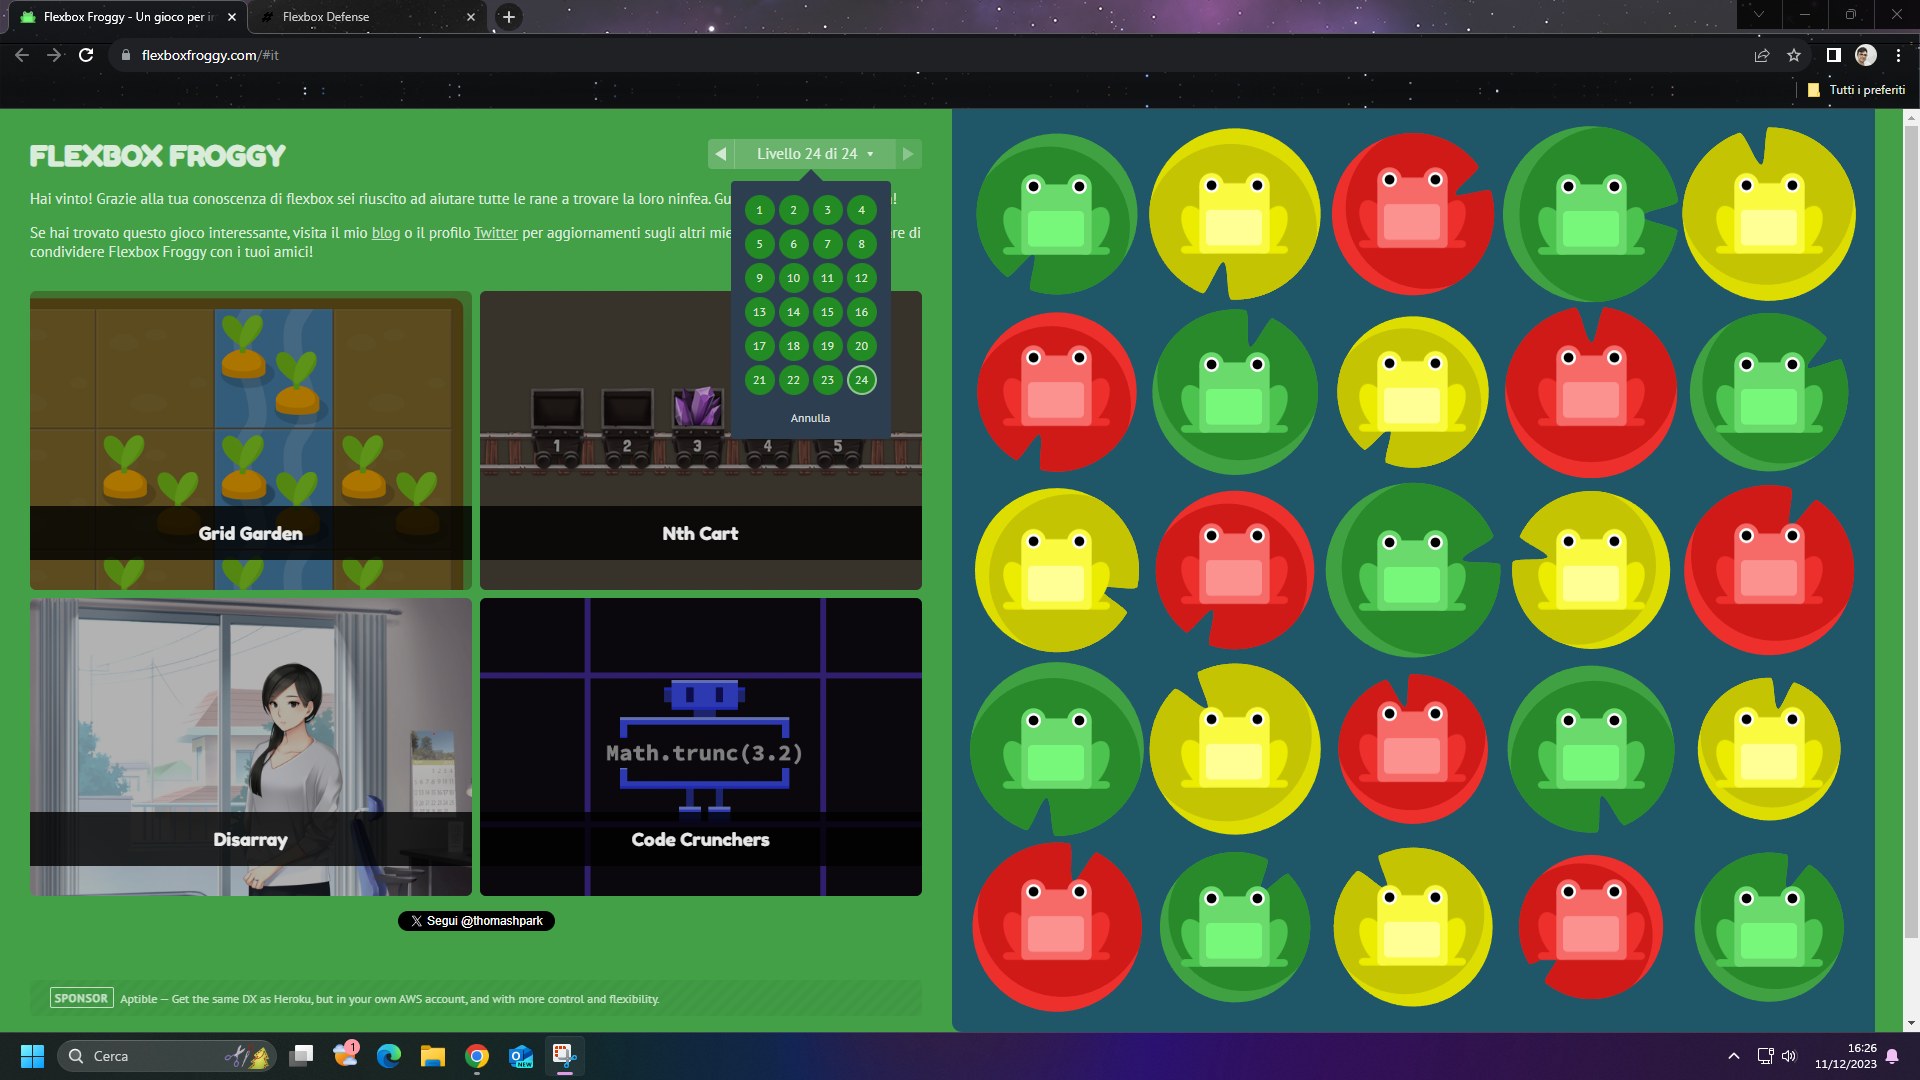 Flexbox Froggy - Un gioco per i
Flexbox Defense
flexboxfroggy.com/#it
Tutti i preferiti
FLEXBOX FROGGY
Livello 24 di 24
Hai vinto! Grazie alla tua conoscenza di flexbox sei riuscito ad aiutare tutte le rane a trovare la loro ninfea. Gu
!
Se hai trovato questo gioco interessante, visita il mio blog o il profilo Twitter per aggiornamenti sugli altri mie
re di
condividere Flexbox Froggy con i tuoi amici!
1 2 3 4
5 6 7 8
9 10 11 12
13 14 15 16
17 18 19 20
21 22 23 24
Annulla
1 2 3 4 5
Grid Garden
Nth Cart
Math.trunc(3.2)
Disarray
Code Crunchers
Segui @thomashpark
SPONSOR Aptible — Get the same DX as Heroku, but in your own AWS account, and with more control and flexibility.
Cerca
1
NEW
16:26
11/12/2023